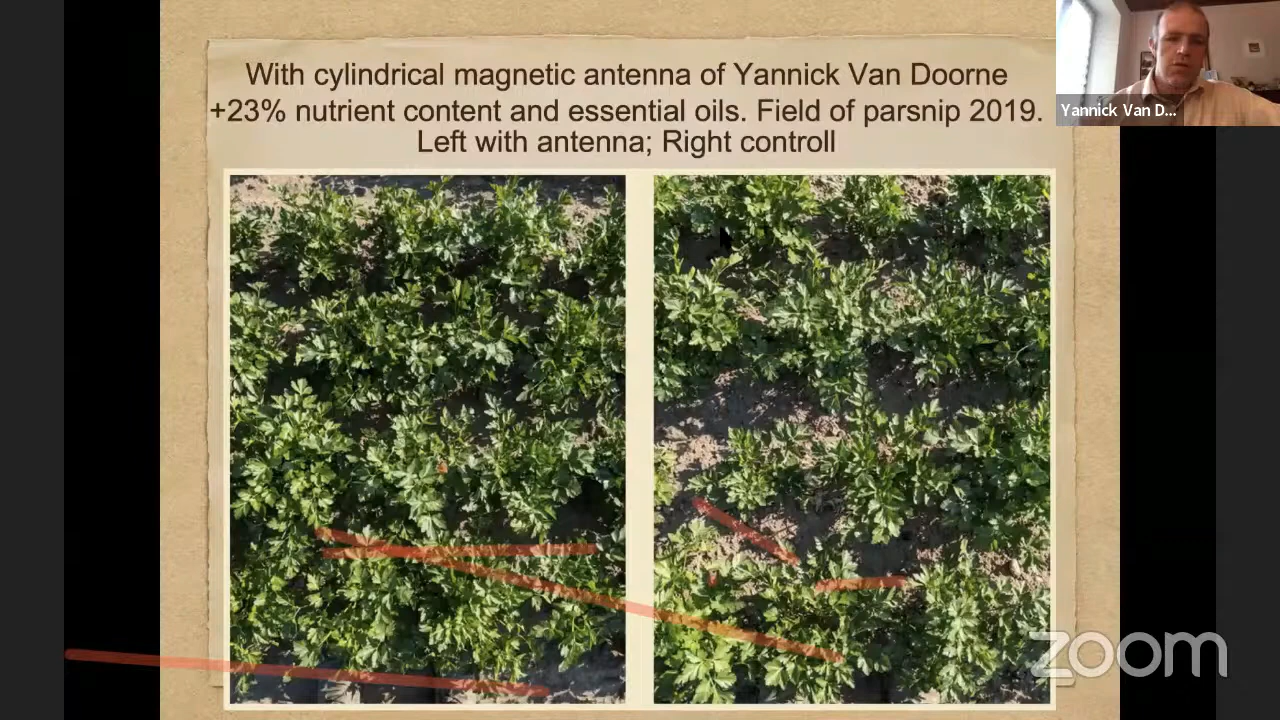 With cylindrical magnetic antenna of Yannick Van Doorne
+23% nutrient content and essential oils. Field of parsnip 2019.
Left with antenna; Right controll
Yannick Van D...
zoom